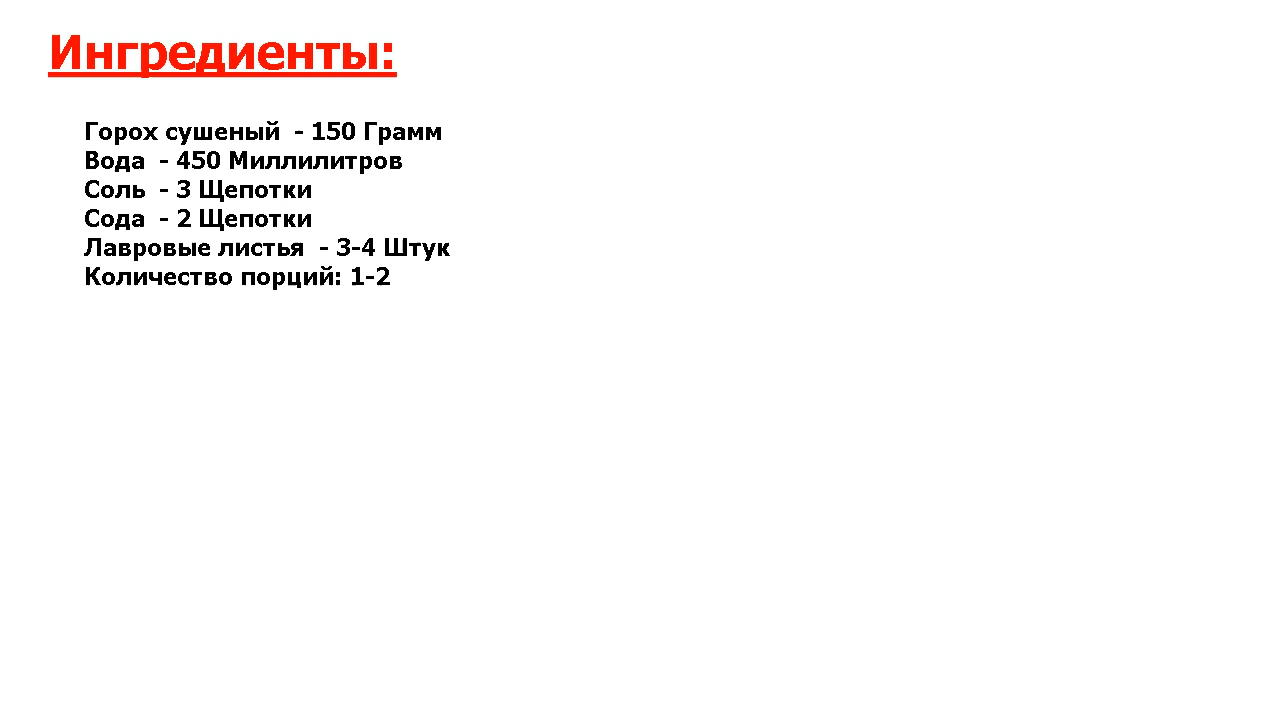 Ингредиенты:
Горох сушеный  - 150 Грамм
Вода  - 450 Миллилитров
Соль  - 3 Щепотки
Сода  - 2 Щепотки
Лавровые листья  - 3-4 Штук
Количество порций: 1-2